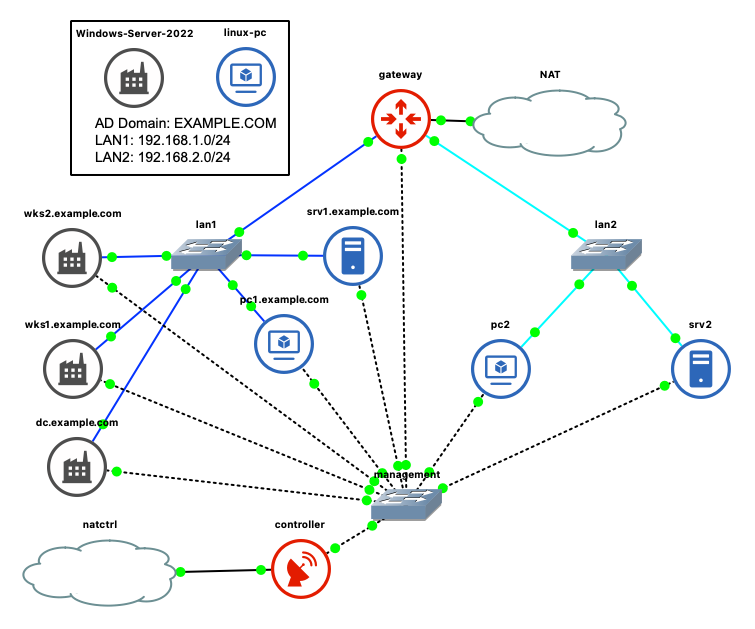 Windows-Server-2022
linux-pc
AD Domain: EXAMPLE.COM
LAN1: 192.168.1.0/24
LAN2: 192.168.2.0/24
gateway
NAT
wks2.example.com
lan1
srv1.example.com
lan2
pc1.example.com
wks1.example.com
pc2
srv2
dc.example.com
management
natctrl
controller